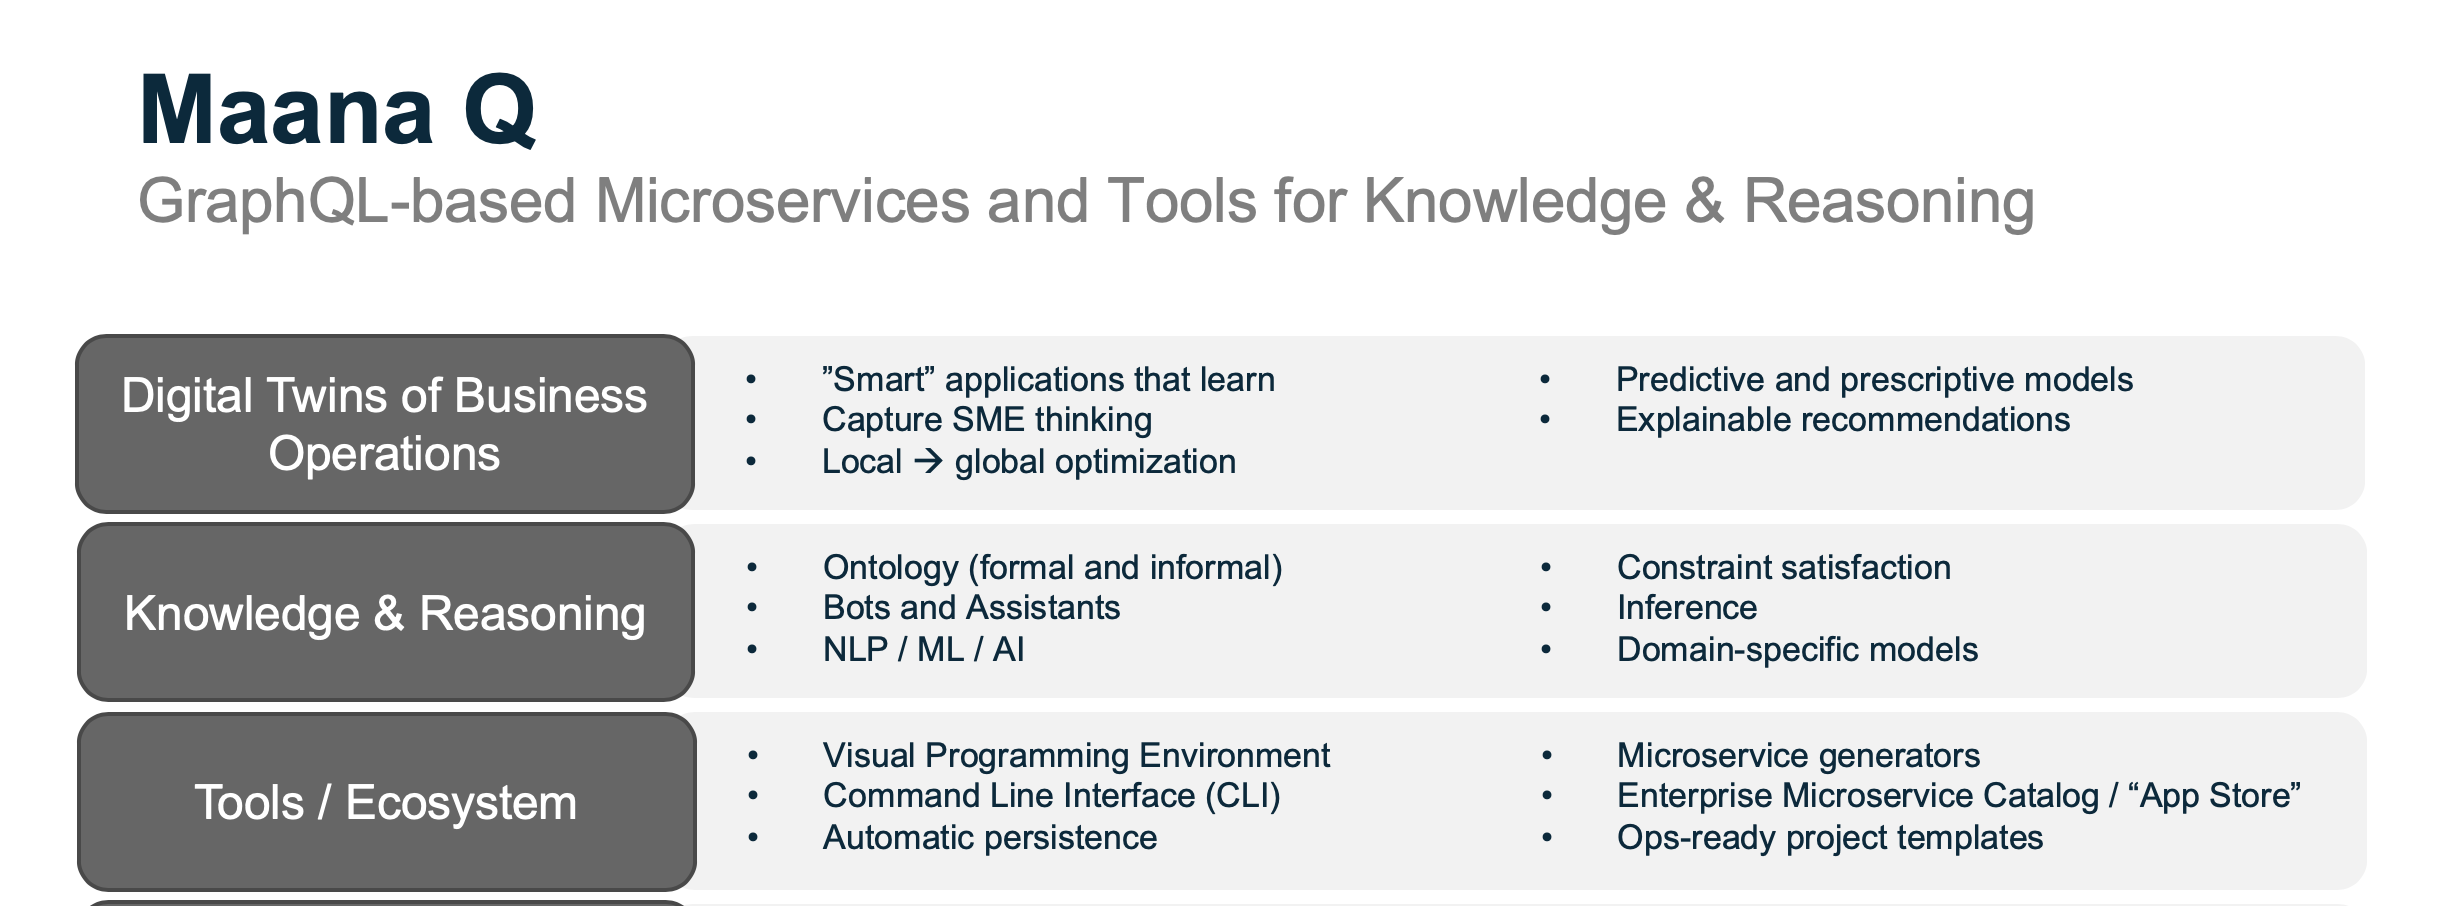 Maana Q
GraphQL-based Microservices and Tools for Knowledge & Reasoning
Digital Twins of Business
Operations
• ”Smart” applications that learn
• Capture SME thinking
• Local → global optimization
• Predictive and prescriptive models
• Explainable recommendations
Knowledge & Reasoning
• Ontology (formal and informal)
• Bots and Assistants
• NLP / ML / AI
• Constraint satisfaction
• Inference
• Domain-specific models
Tools / Ecosystem
• Visual Programming Environment
• Command Line Interface (CLI)
• Automatic persistence
• Microservice generators
• Enterprise Microservice Catalog / “App Store”
• Ops-ready project templates